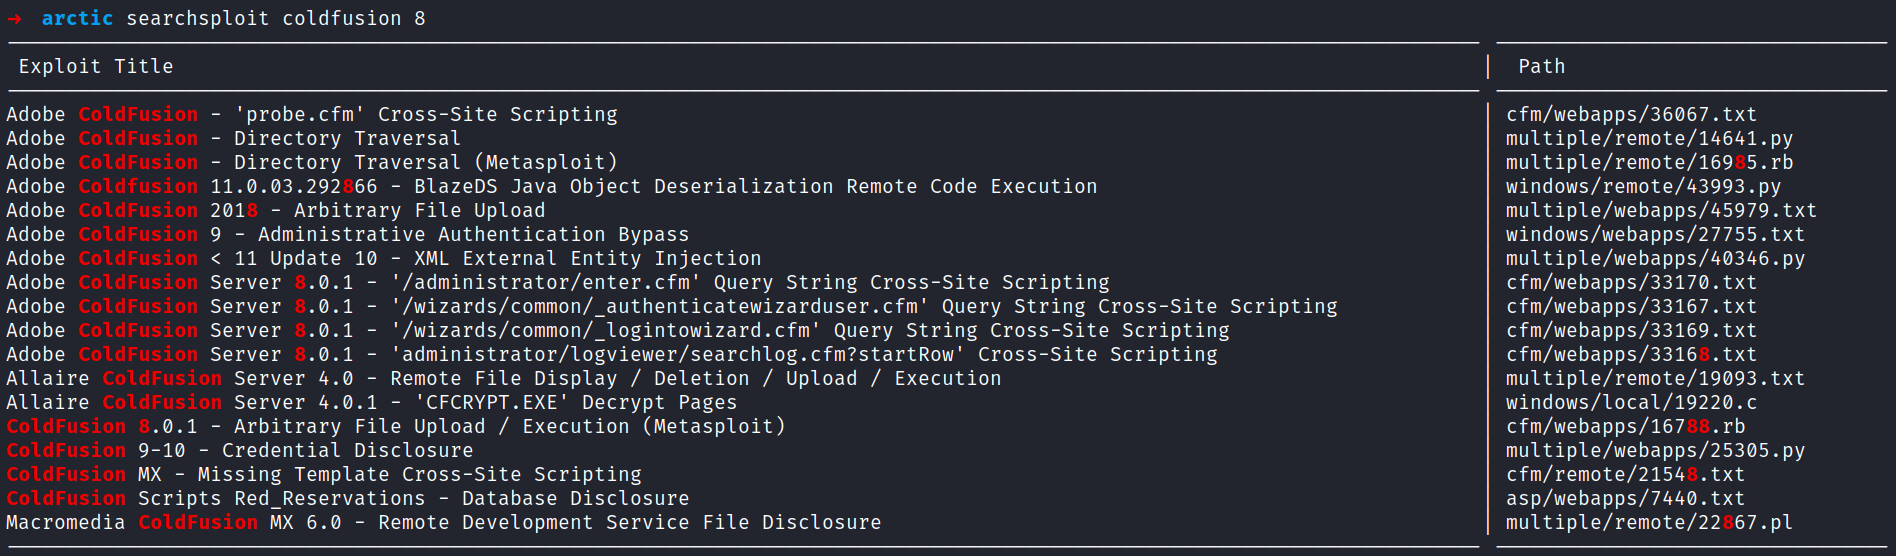 → arctic searchsploit coldfusion 8
Exploit Title | Path
Adobe ColdFusion - 'probe.cfm' Cross-Site Scripting | cfm/webapps/36067.txt
Adobe ColdFusion - Directory Traversal | multiple/remote/14641.py
Adobe ColdFusion - Directory Traversal (Metasploit) | multiple/remote/16985.rb
Adobe Coldfusion 11.0.03.292866 - BlazeDS Java Object Deserialization Remote Code Execution | windows/remote/43993.py
Adobe ColdFusion 2018 - Arbitrary File Upload | multiple/webapps/45979.txt
Adobe ColdFusion 9 - Administrative Authentication Bypass | windows/webapps/27755.txt
Adobe ColdFusion < 11 Update 10 - XML External Entity Injection | multiple/webapps/40346.py
Adobe ColdFusion Server 8.0.1 - '/administrator/enter.cfm' Query String Cross-Site Scripting | cfm/webapps/33170.txt
Adobe ColdFusion Server 8.0.1 - '/wizards/common/_authenticatewizarduser.cfm' Query String Cross-Site Scripting | cfm/webapps/33167.txt
Adobe ColdFusion Server 8.0.1 - '/wizards/common/_logintowizard.cfm' Query String Cross-Site Scripting | cfm/webapps/33169.txt
Adobe ColdFusion Server 8.0.1 - 'administrator/logviewer/searchlog.cfm?startRow' Cross-Site Scripting | cfm/webapps/33168.txt
Allaire ColdFusion Server 4.0 - Remote File Display / Deletion / Upload / Execution | multiple/remote/19093.txt
Allaire ColdFusion Server 4.0.1 - 'CFCRYPT.EXE' Decrypt Pages | windows/local/19220.c
ColdFusion 8.0.1 - Arbitrary File Upload / Execution (Metasploit) | cfm/webapps/16788.rb
ColdFusion 9-10 - Credential Disclosure | multiple/webapps/25305.py
ColdFusion MX - Missing Template Cross-Site Scripting | cfm/remote/21548.txt
ColdFusion Scripts Red_Reservations - Database Disclosure | asp/webapps/7440.txt
Macromedia ColdFusion MX 6.0 - Remote Development Service File Disclosure | multiple/remote/22867.pl